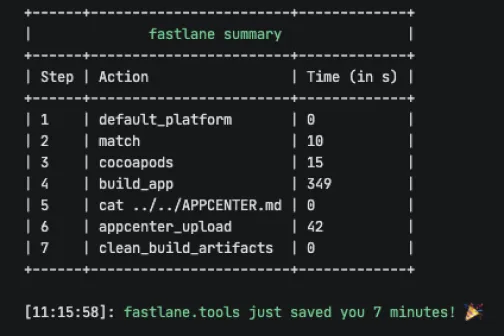 +------+------------------------+-------------+
|              fastlane summary               |
+------+------------------------+-------------+
| Step | Action                 | Time (in s) |
+------+------------------------+-------------+
| 1    | default_platform       | 0           |
| 2    | match                  | 10          |
| 3    | cocoapods              | 15          |
| 4    | build_app              | 349         |
| 5    | cat ../../APPCENTER.md | 0           |
| 6    | appcenter_upload       | 42          |
| 7    | clean_build_artifacts  | 0           |
+------+------------------------+-------------+
[11:15:58]: fastlane.tools just saved you 7 minutes! 🎉